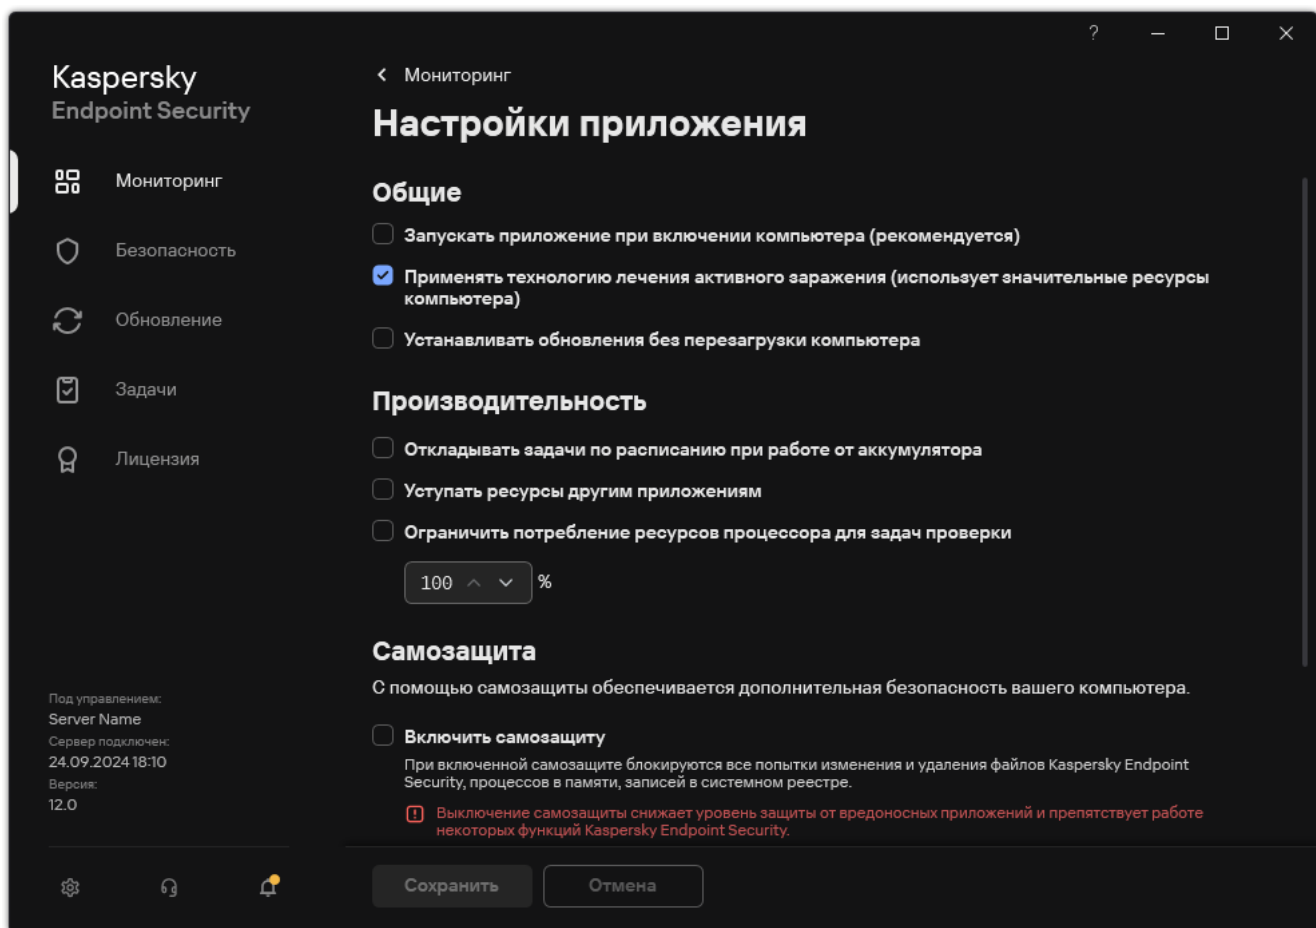 ?
Kaspersky
Endpoint Security
Мониторинг
Безопасность
Обновление
Задачи
Лицензия
Под управлением:
Server Name
Сервер подключен:
24.09.2024 18:10
Версия:
12.0
Мониторинг
Настройки приложения
Общие
Запускать приложение при включении компьютера (рекомендуется)
Применять технологию лечения активного заражения (использует значительные ресурсы
компьютера)
Устанавливать обновления без перезагрузки компьютера
Производительность
Откладывать задачи по расписанию при работе от аккумулятора
Уступать ресурсы другим приложениям
Ограничить потребление ресурсов процессора для задач проверки
100 %
Самозащита
С помощью самозащиты обеспечивается дополнительная безопасность вашего компьютера.
Включить самозащиту
При включенной самозащите блокируются все попытки изменения и удаления файлов Kaspersky Endpoint
Security, процессов в памяти, записей в системном реестре.
Выключение самозащиты снижает уровень защиты от вредоносных приложений и препятствует работе
некоторых функций Kaspersky Endpoint Security.
Сохранить
Отмена